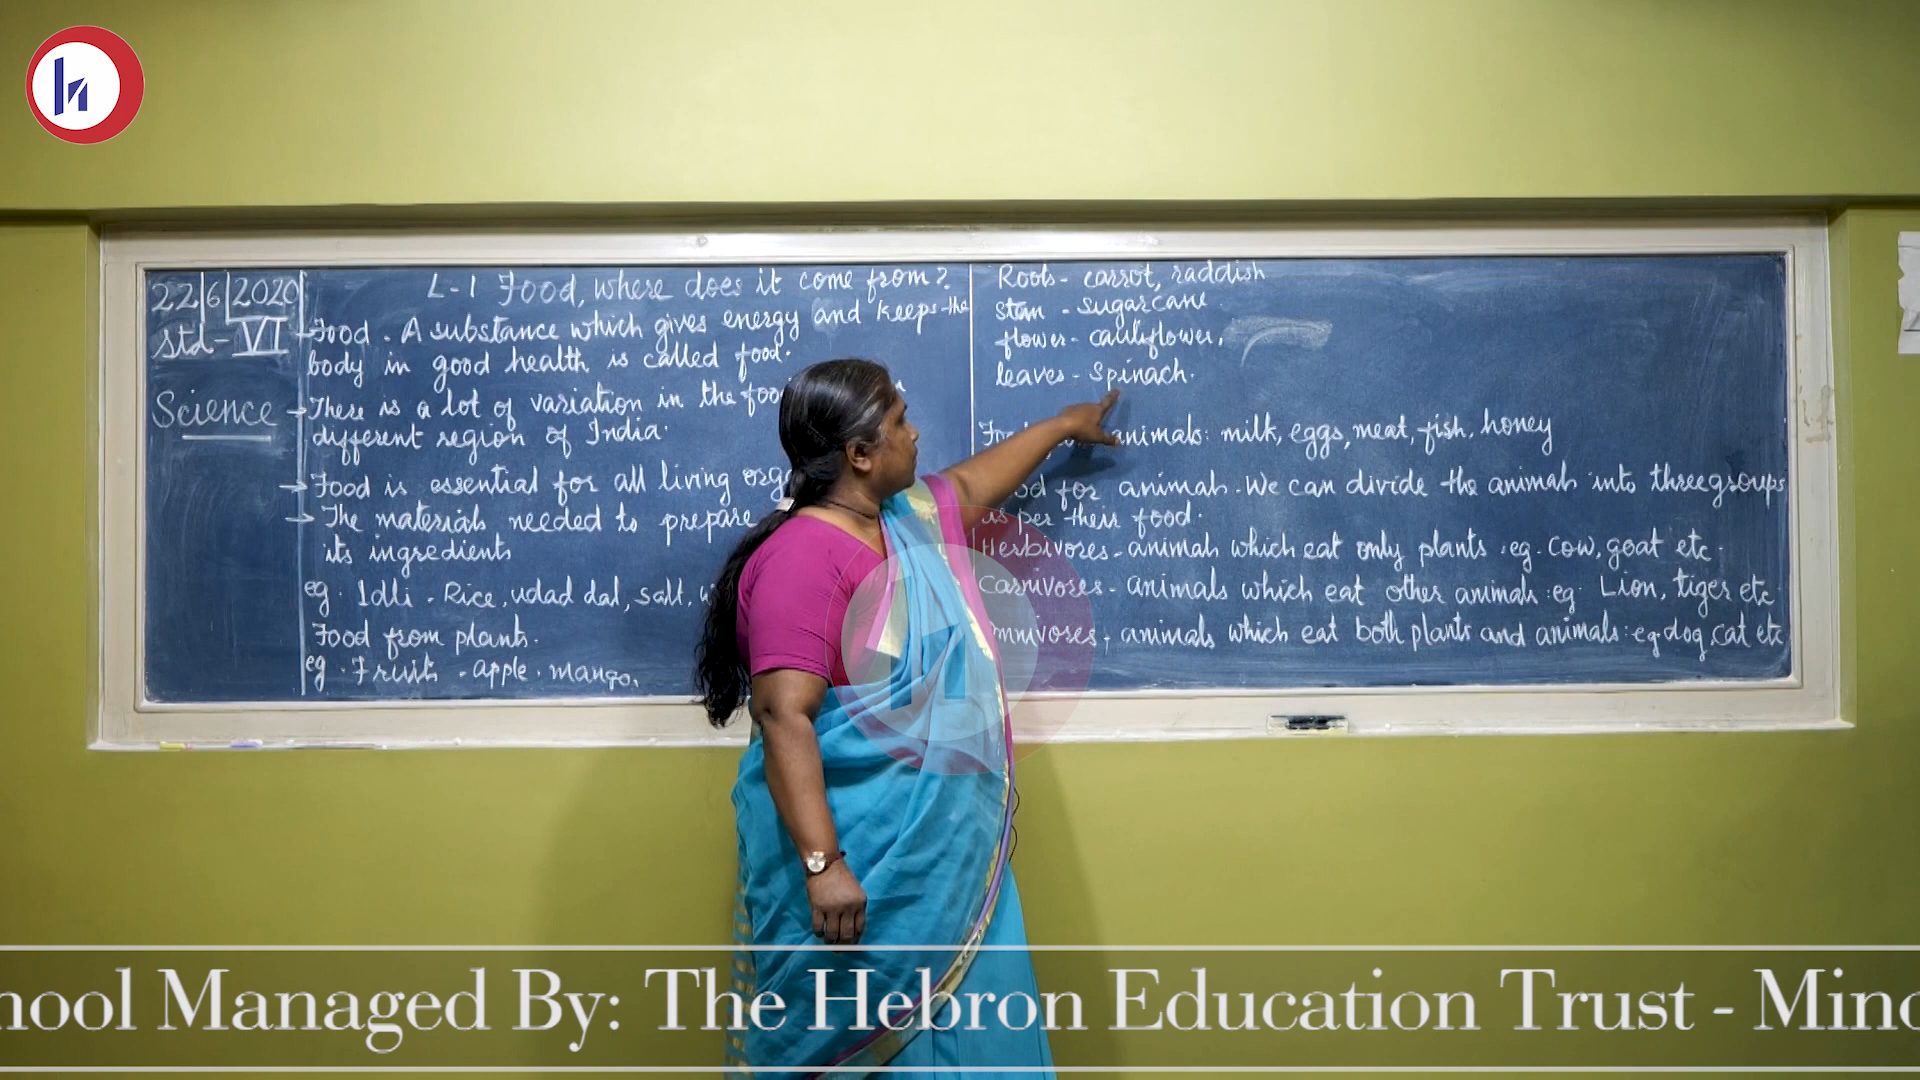 22/6/2020
Std- VI
Science
L-1 Food, where does it come from?
Food. A substance which gives energy and keeps the
body in good health is called food.
There is a lot of variation in the
different region of India.
Food is essential for all living
The materials needed to prepare
its ingredients
eg. Idli - Rice, udad dal, salt,
Food from plants.
eg. Fruits - apple, mango,
Roots - carrot, raddish
stem - sugarcane
flower - cauliflower,
leaves - spinach.
animals: milk, eggs, meat, fish, honey
for animals. We can divide the animals into three groups
as per their food.
Herbivores - animals which eat only plants. eg. cow, goat etc.
Carnivores - animals which eat other animals: eg Lion, tiger etc.
Omnivores, - animals which eat both plants and animals: eg. dog, cat etc
Managed By: The Hebron Education Trust -